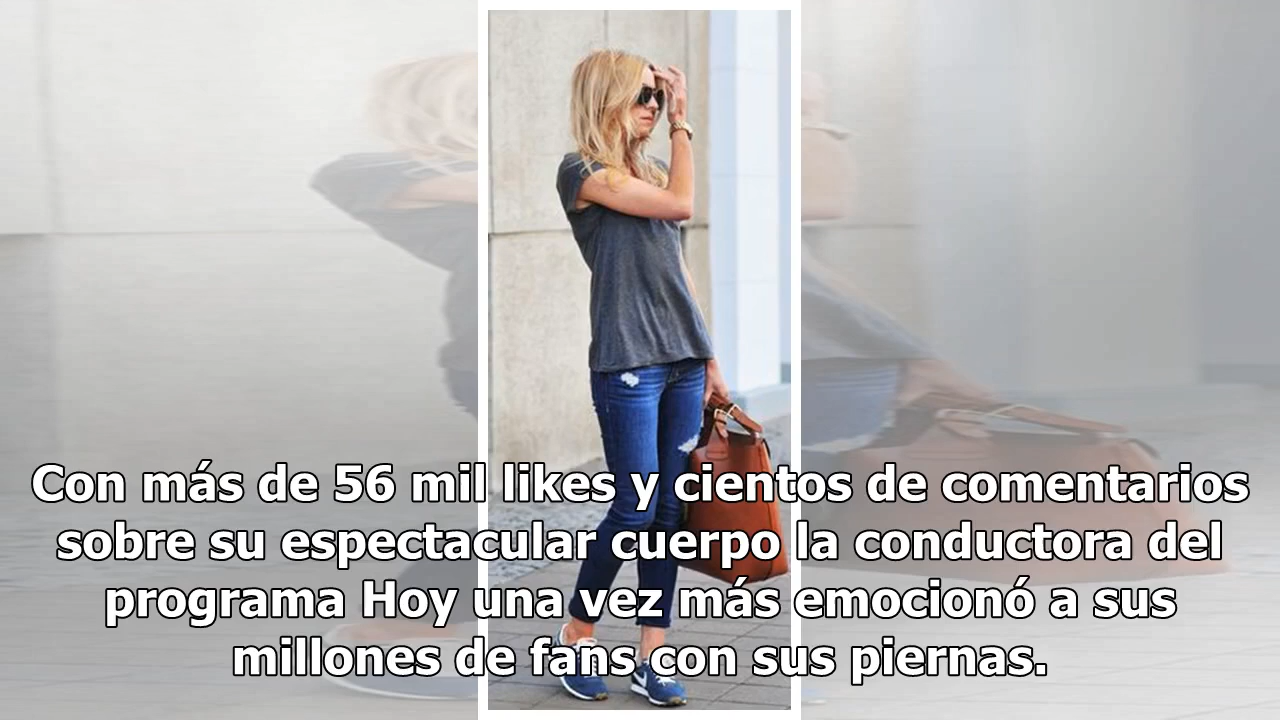 Con más de 56 mil likes y cientos de comentarios
sobre su espectacular cuerpo la conductora del
programa Hoy una vez más emocionó a sus
millones de fans con sus piernas.